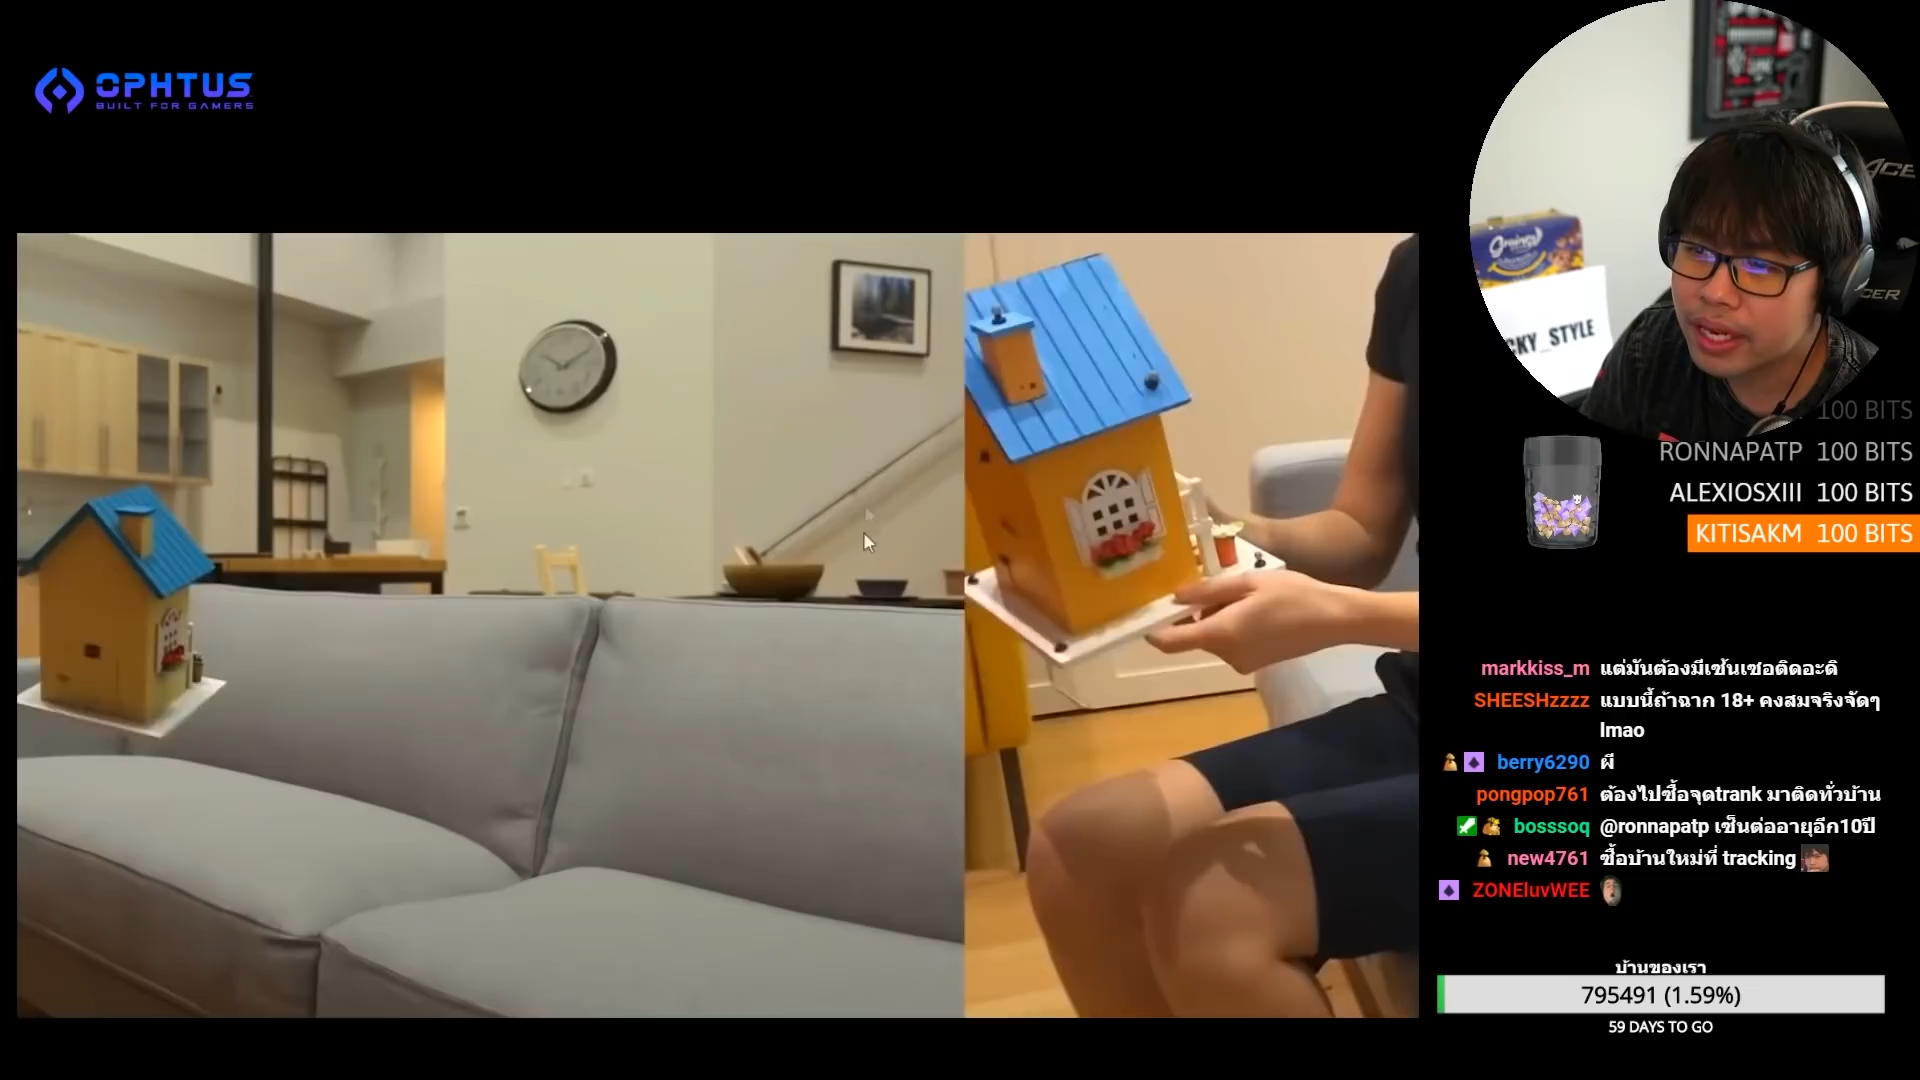 OPHTUS
BUILT FOR GAMERS
CKY_STYLE
ACER
100 BITS
RONNAPATP 100 BITS
ALEXIOSXIII 100 BITS
KITISAKM 100 BITS
markkiss_m แต่มันต้องมีเซ้นเซอติดอะดิ
SHEESHzzzz แบบนี้ถ้าฉาก 18+ คงสมจริงจัดๆ
lmao
berry6290 ผี
pongpop761 ต้องไปซื้อจุดtrank มาติดทั่วบ้าน
bosssoq @ronnapatp เซ็นต่ออายุอีก10ปี
new4761 ซื้อบ้านใหม่ที่ tracking
ZONEluvWEE
บ้านของเรา
795491 (1.59%)
59 DAYS TO GO